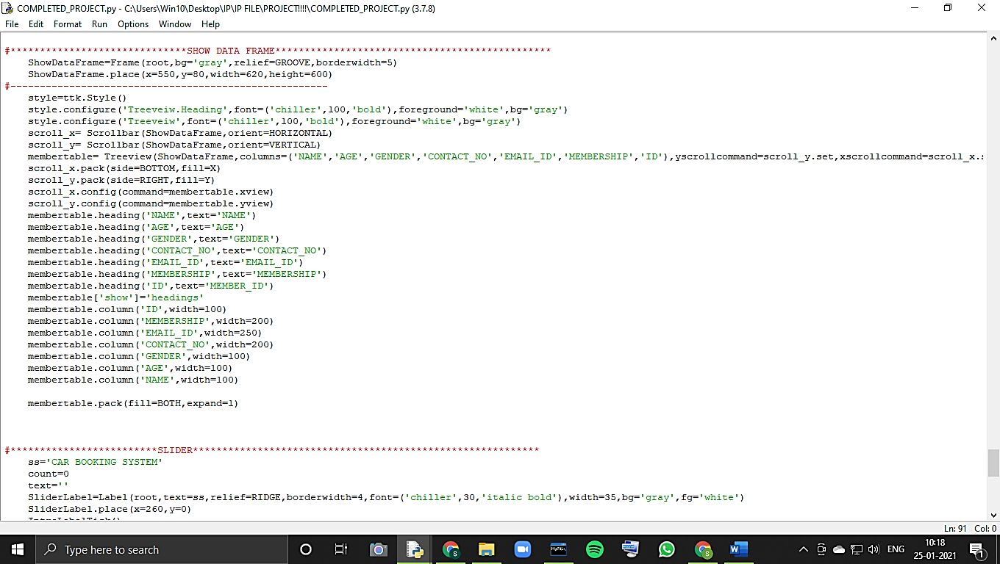 COMPLETED_PROJECT.py - C:\Users\Win10\Desktop\IP\IP FILE\PROJECT!!!!\COMPLETED_PROJECT.py (3.7.8)
File Edit Format Run Options Window Help
#******************************SHOW DATA FRAME***********************************************
ShowDataFrame=Frame(root,bg='gray',relief=GROOVE,borderwidth=5)
ShowDataFrame.place(x=550,y=80,width=620,height=600)
#------------------------------------------------------
style=ttk.Style()
style.configure('Treeveiw.Heading',font=('chiller',100,'bold'),foreground='white',bg='gray')
style.configure('Treeveiw',font=('chiller',100,'bold'),foreground='white',bg='gray')
scroll_x= Scrollbar(ShowDataFrame,orient=HORIZONTAL)
scroll_y= Scrollbar(ShowDataFrame,orient=VERTICAL)
membertable= Treeview(ShowDataFrame,columns=('NAME','AGE','GENDER','CONTACT_NO','EMAIL_ID','MEMBERSHIP','ID'),yscrollcommand=scroll_y.set,xscrollcommand=scroll_x.s
scroll_x.pack(side=BOTTOM,fill=X)
scroll_y.pack(side=RIGHT,fill=Y)
scroll_x.config(command=membertable.xview)
scroll_y.config(command=membertable.yview)
membertable.heading('NAME',text='NAME')
membertable.heading('AGE',text='AGE')
membertable.heading('GENDER',text='GENDER')
membertable.heading('CONTACT_NO',text='CONTACT_NO')
membertable.heading('EMAIL_ID',text='EMAIL_ID')
membertable.heading('MEMBERSHIP',text='MEMBERSHIP')
membertable.heading('ID',text='MEMBER_ID')
membertable['show']='headings'
membertable.column('ID',width=100)
membertable.column('MEMBERSHIP',width=200)
membertable.column('EMAIL_ID',width=250)
membertable.column('CONTACT_NO',width=200)
membertable.column('GENDER',width=100)
membertable.column('AGE',width=100)
membertable.column('NAME',width=100)
membertable.pack(fill=BOTH,expand=1)
#*************************SLIDER***********************************************************
ss='CAR BOOKING SYSTEM'
count=0
text=''
SliderLabel=Label(root,text=ss,relief=RIDGE,borderwidth=4,font=('chiller',30,'italic bold'),width=35,bg='gray',fg='white')
SliderLabel.place(x=260,y=0)
Ln: 91 Col: 0
Type here to search
ENG
10:18
25-01-2021
1